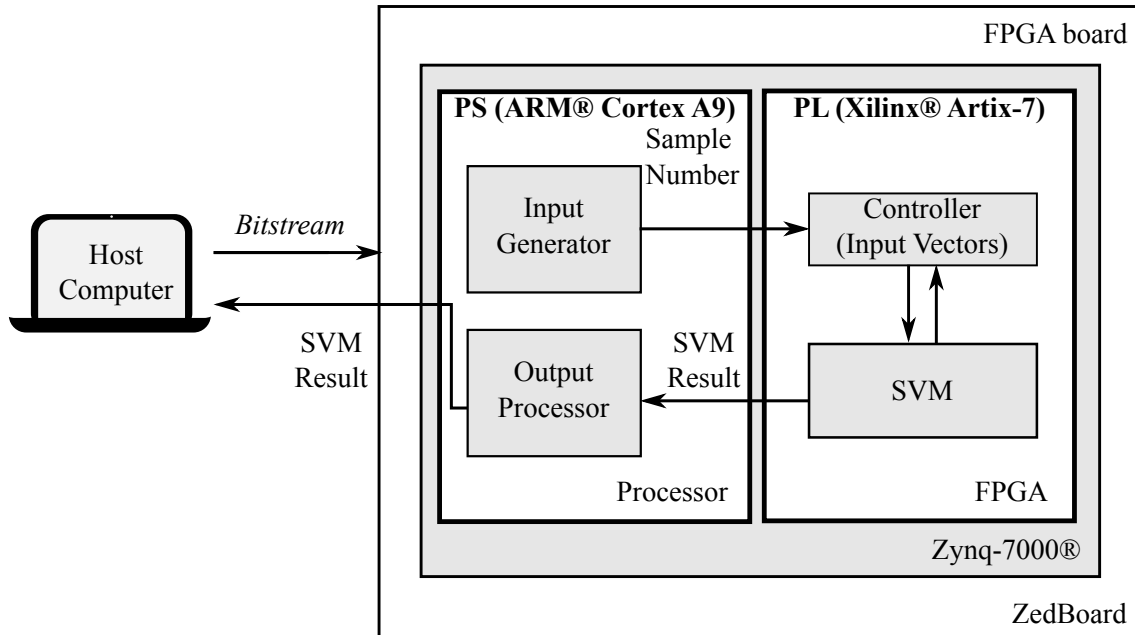 FPGA board
PS (ARM® Cortex A9)
PL (Xilinx® Artix-7)
Sample
Number
Input
Generator
Controller
(Input Vectors)
Bitstream
Host
Computer
SVM
Result
Output
Processor
SVM
Result
SVM
Processor
FPGA
Zynq-7000®
ZedBoard